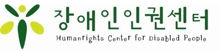 장애인인권센터
Humanrights Center for Disabled People